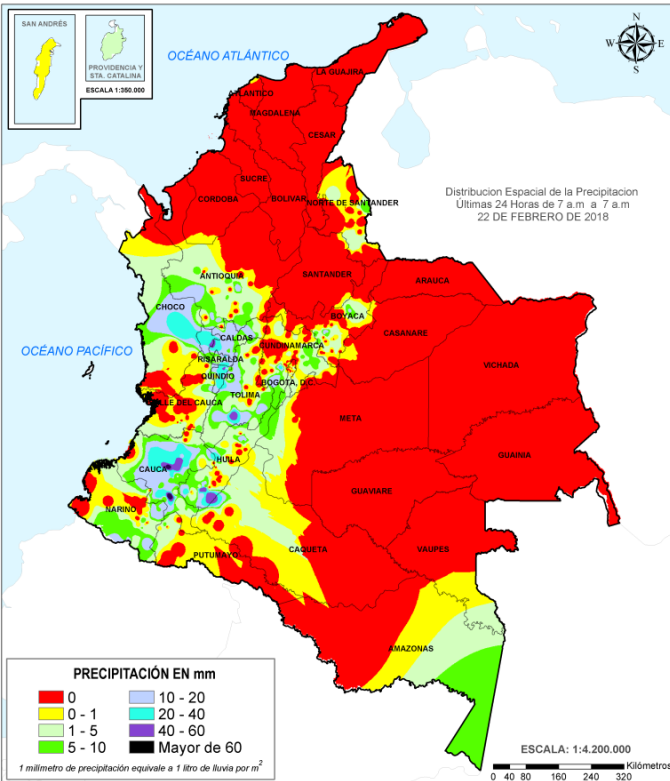 SAN ANDRÉS
PROVIDENCIA Y
STA. CATALINA
ESCALA 1:350.000
OCÉANO ATLÁNTICO
N
W
E
S
LA GUAJIRA
ATLANTICO
MAGDALENA
CESAR
SUCRE
CORDOBA
BOLIVAR
NORTE DE SANTANDER
Distribucion Espacial de la Precipitacion
Últimas 24 Horas de 7 a.m a 7 a.m
22 DE FEBRERO DE 2018
ANTIOQUIA
SANTANDER
ARAUCA
CHOCO
BOYACA
CALDAS
CUNDINAMARCA
CASANARE
OCÉANO PACÍFICO
RISARALDA
VICHADA
QUINDIO
BOGOTA, D.C.
TOLIMA
VALLE DEL CAUCA
META
CAUCA
HUILA
GUAINIA
GUAVIARE
NARIÑO
PUTUMAYO
CAQUETA
VAUPES
AMAZONAS
PRECIPITACIÓN EN mm
0
0 - 1
1 - 5
5 - 10
10 - 20
20 - 40
40 - 60
Mayor de 60
1 milimetro de precipitación equivale a 1 litro de lluvia por m2
ESCALA: 1:4.200.000
Kilómetros
0 40 80 160 240 320